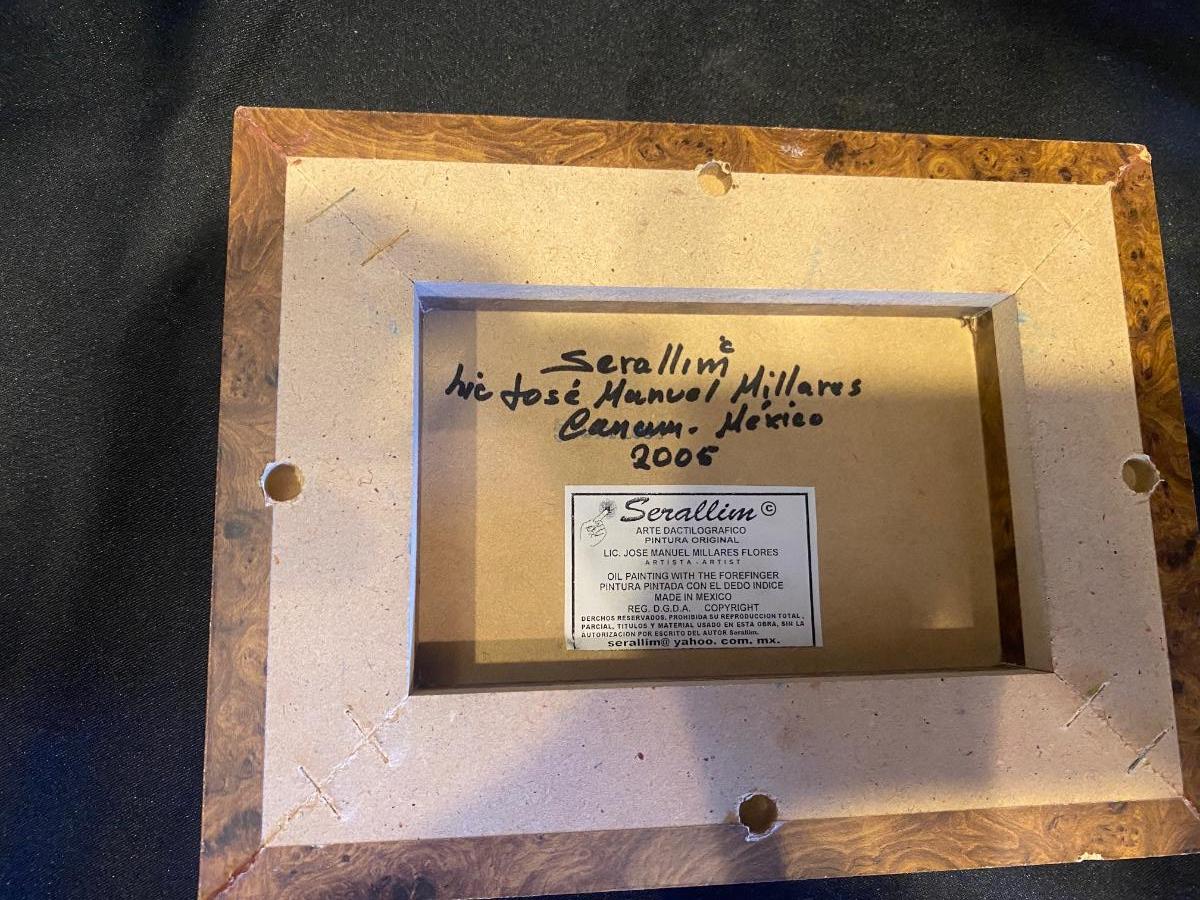 Serallim ©
Lic José Manuel Millares
Cancun. México
2005
Serallim ©
ARTE DACTILOGRAFICO
PINTURA ORIGINAL
LIC. JOSE MANUEL MILLARES FLORES
ARTISTA - ARTIST
OIL PAINTING WITH THE FOREFINGER
PINTURA PINTADA CON EL DEDO INDICE
MADE IN MEXICO
REG. D.G.D.A. COPYRIGHT
DERCHOS RESERVADOS. PROHIBIDA SU REPRODUCCION TOTAL,
PARCIAL, TITULOS Y MATERIAL USADO EN ESTA OBRA, SIN LA
AUTORIZACION POR ESCRITO DEL AUTOR Serallim.
serallim@ yahoo. com. mx.